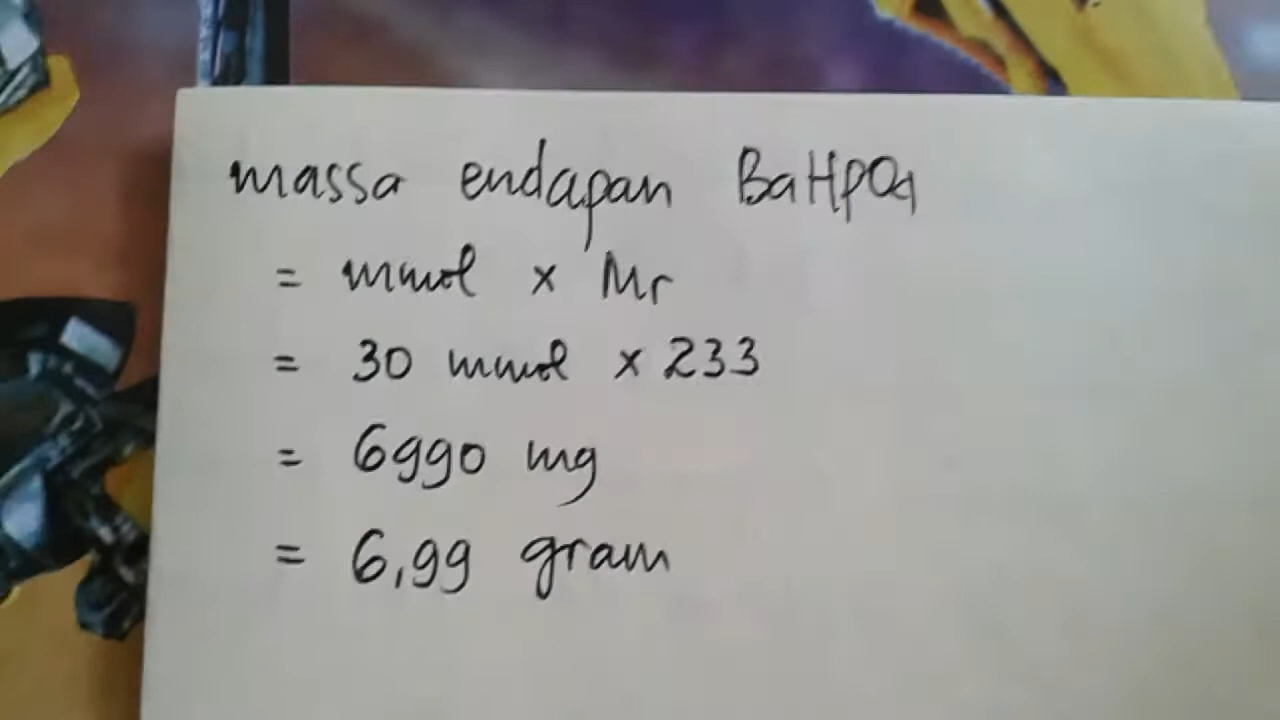 massa endapan BaHPO4
= mmol x Mr
= 30 mmol x 233
= 6990 mg
= 6,99 gram